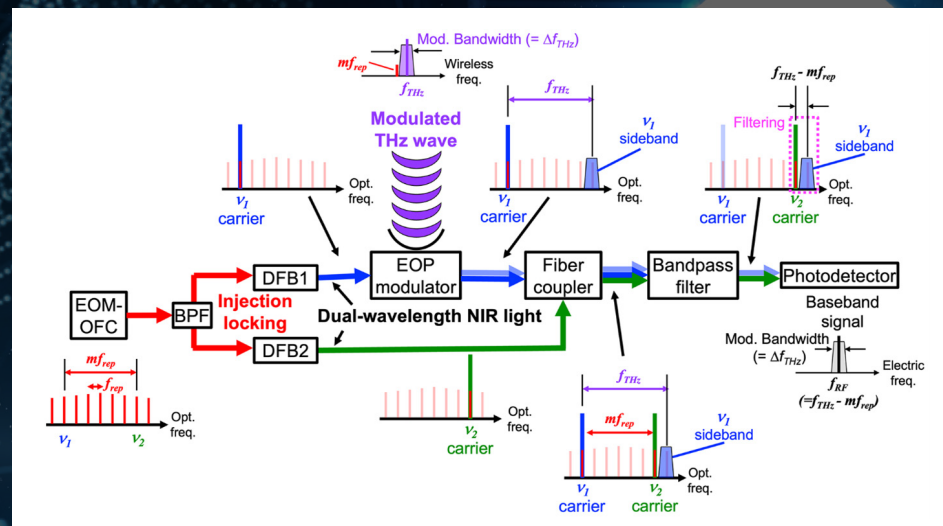 Mod. Bandwidth (= Δf_THz)
mf_rep
Wireless
freq.
f_THz
Modulated
THz wave
ν1
carrier
Opt.
freq.
f_THz
ν1
sideband
ν1
carrier
Opt.
freq.
f_THz - mf_rep
Filtering
ν1
sideband
ν1
carrier
ν2
carrier
Opt.
freq.
EOM-
OFC
BPF
DFB1
DFB2
Injection
locking
Dual-wavelength NIR light
EOP
modulator
Fiber
coupler
Bandpass
filter
Photodetector
Baseband
signal
Mod. Bandwidth
(= Δf_THz)
Electric
freq.
f_RF
(=f_THz - mf_rep)
mf_rep
f_rep
ν1
ν2
Opt.
freq.
ν2
carrier
Opt.
freq.
f_THz
mf_rep
ν1
sideband
ν1
carrier
ν2
carrier
Opt.
freq.